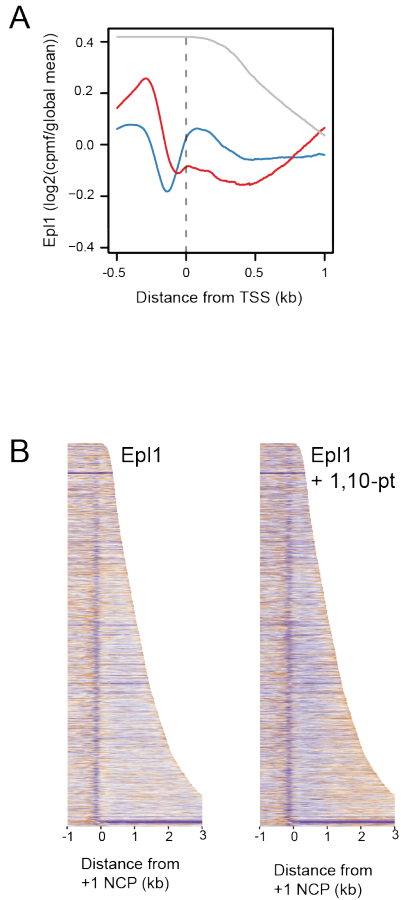 A
Epl1 (log2(cpmf/global mean))
0.4
0.2
0.0
−0.2
−0.4
-0.5 0 0.5 1
Distance from TSS (kb)
B
Epl1
Epl1
+ 1,10-pt
-1 0 1 2 3
-1 0 1 2 3
Distance from
+1 NCP (kb)
Distance from
+1 NCP (kb)